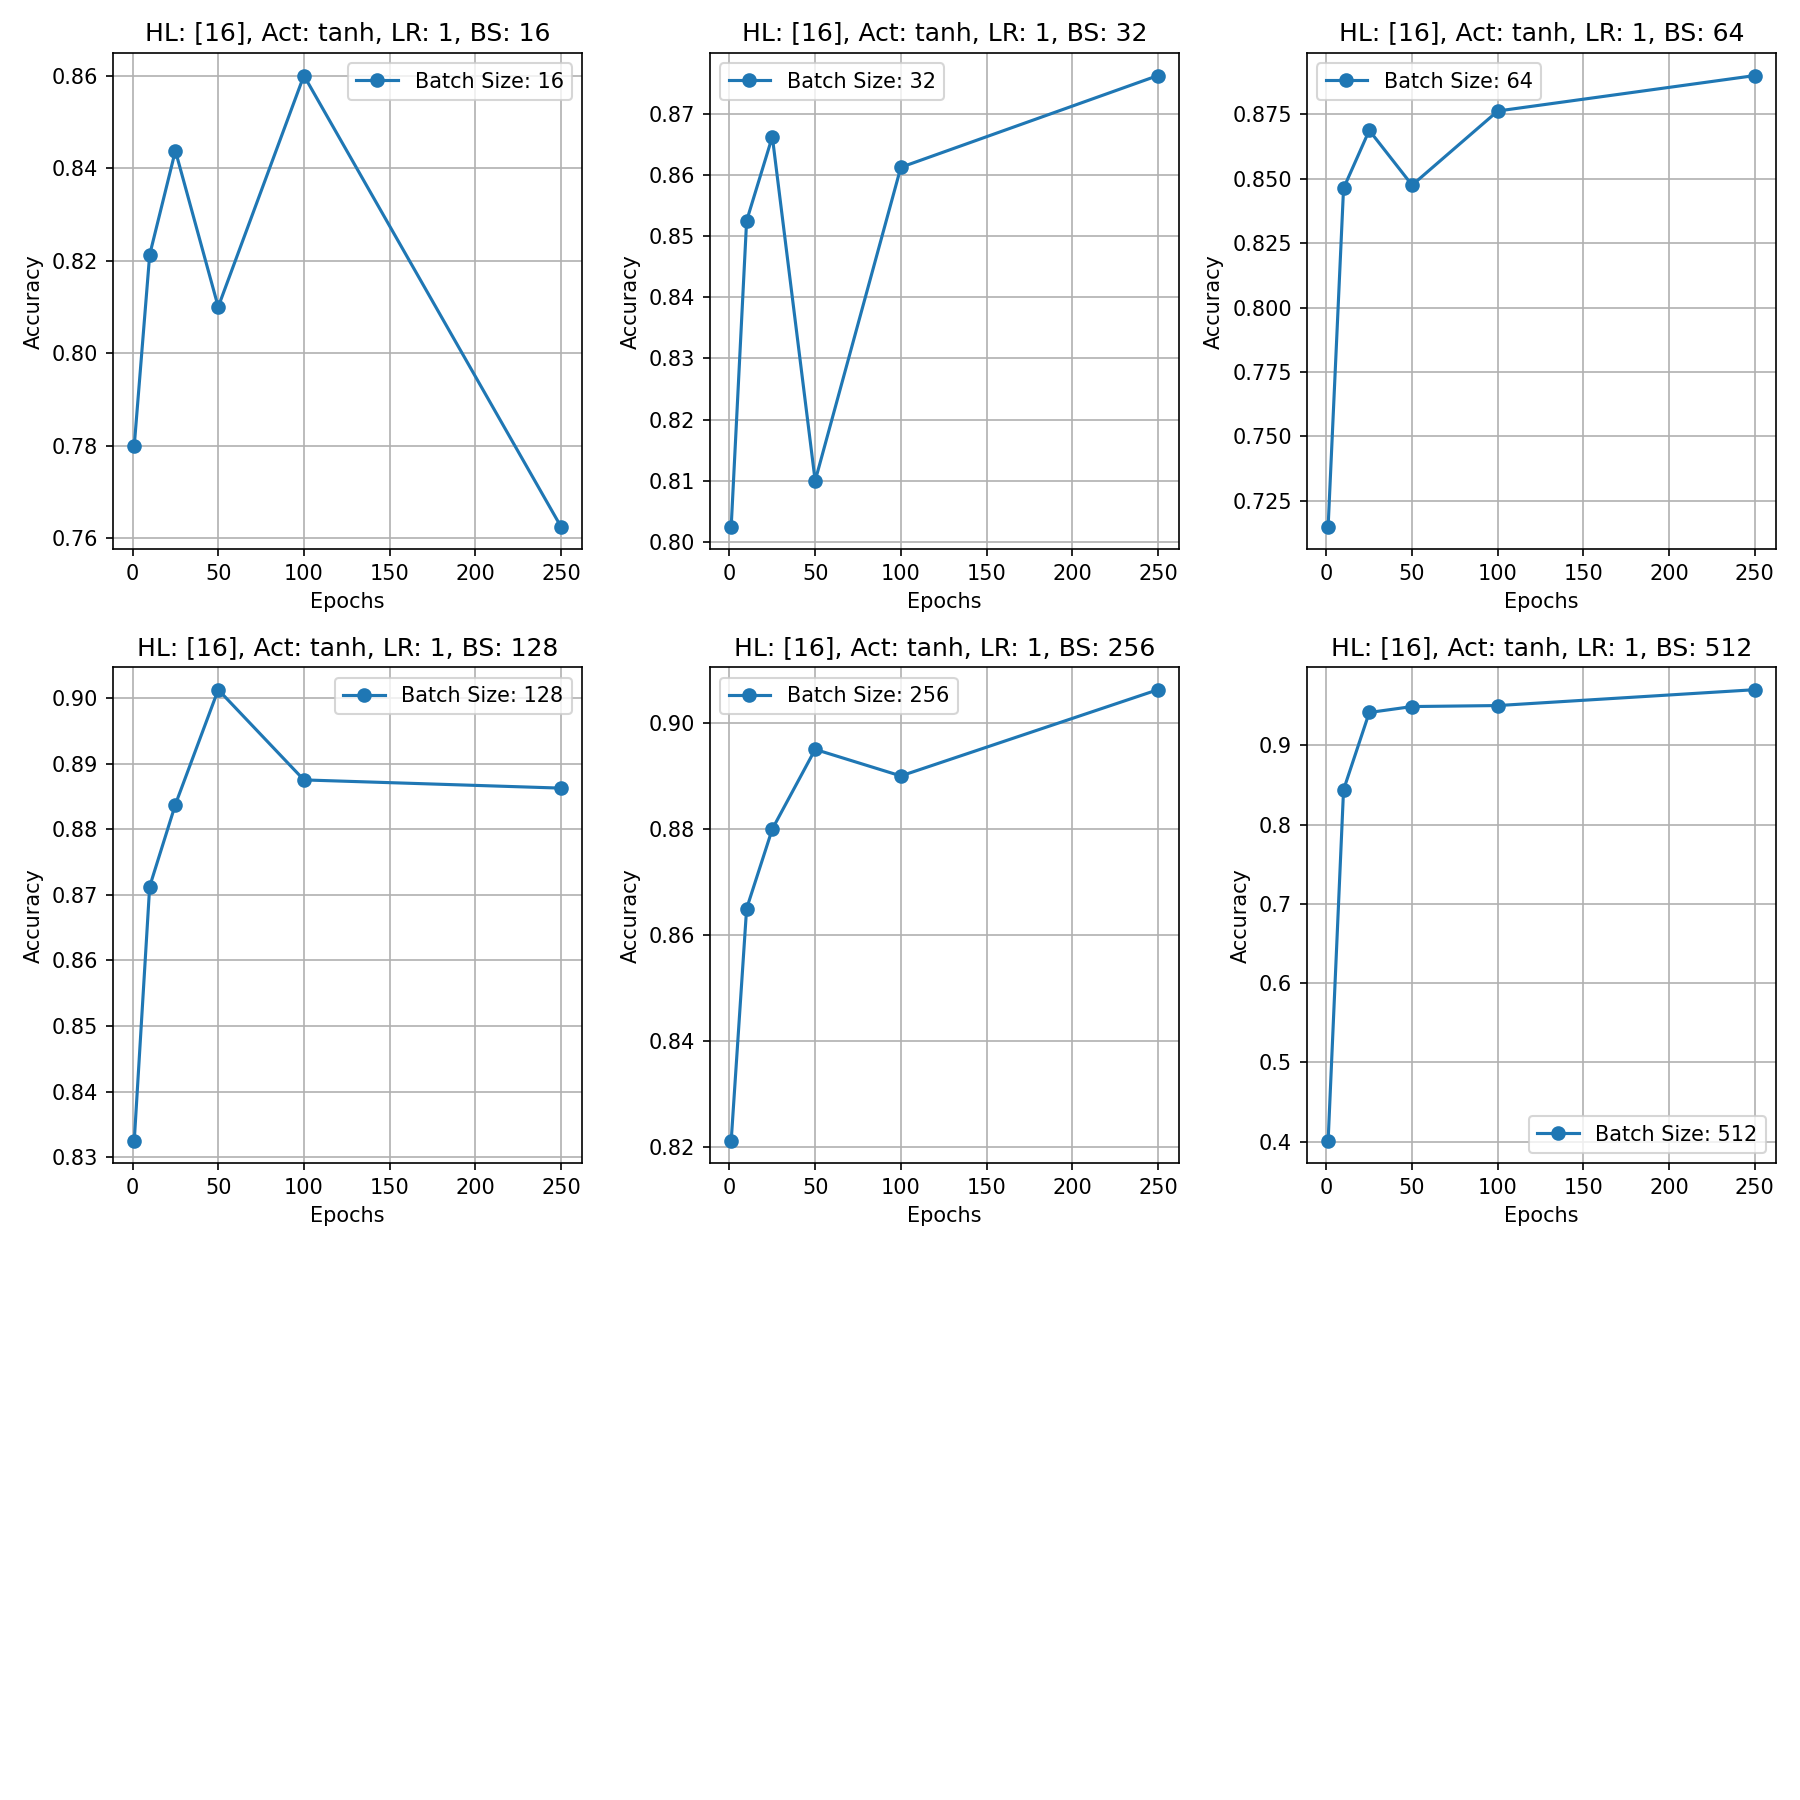 HL: [16], Act: tanh, LR: 1, BS: 16
Batch Size: 16
0.86
0.84
0.82
0.80
0.78
0.76
Accuracy
0 50 100 150 200 250
Epochs
HL: [16], Act: tanh, LR: 1, BS: 32
Batch Size: 32
0.87
0.86
0.85
0.84
0.83
0.82
0.81
0.80
Accuracy
0 50 100 150 200 250
Epochs
HL: [16], Act: tanh, LR: 1, BS: 64
Batch Size: 64
0.875
0.850
0.825
0.800
0.775
0.750
0.725
Accuracy
0 50 100 150 200 250
Epochs
HL: [16], Act: tanh, LR: 1, BS: 128
Batch Size: 128
0.90
0.89
0.88
0.87
0.86
0.85
0.84
0.83
Accuracy
0 50 100 150 200 250
Epochs
HL: [16], Act: tanh, LR: 1, BS: 256
Batch Size: 256
0.90
0.88
0.86
0.84
0.82
Accuracy
0 50 100 150 200 250
Epochs
HL: [16], Act: tanh, LR: 1, BS: 512
0.9
0.8
0.7
0.6
0.5
0.4
Accuracy
Batch Size: 512
0 50 100 150 200 250
Epochs